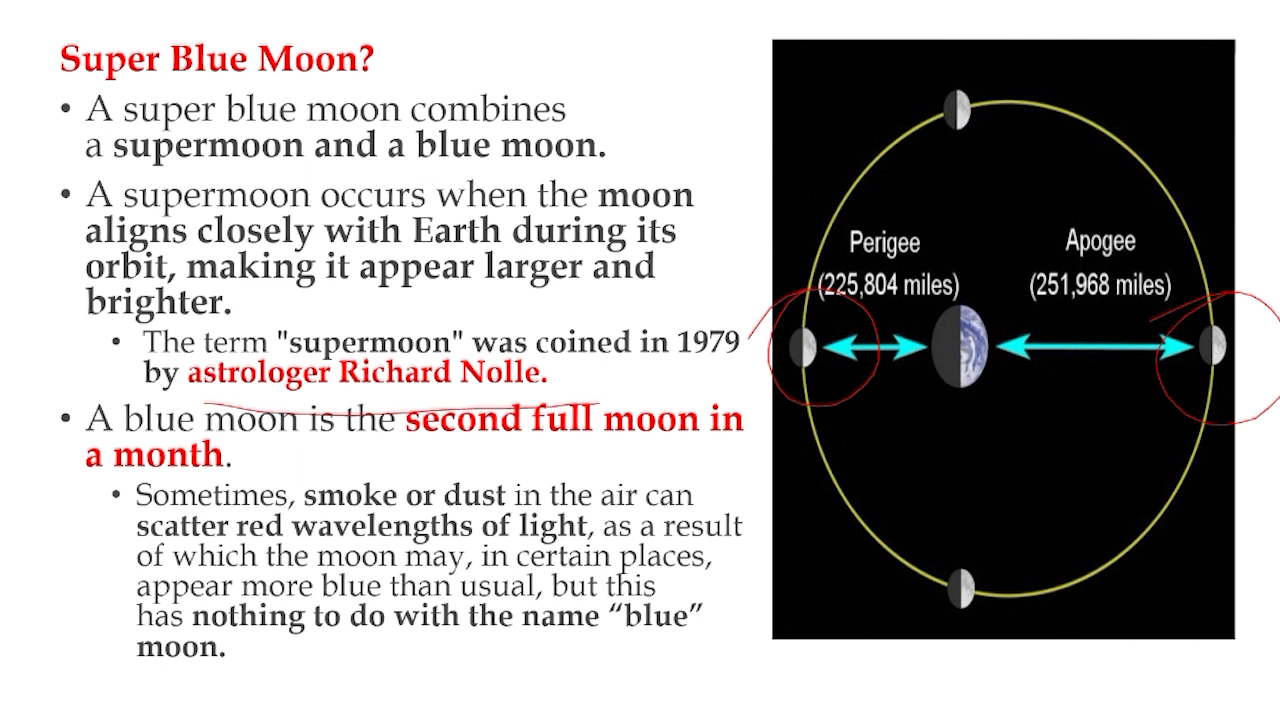 Super Blue Moon?
• A super blue moon combines
a supermoon and a blue moon.
• A supermoon occurs when the moon
aligns closely with Earth during its
orbit, making it appear larger and
brighter.
• The term "supermoon" was coined in 1979
by astrologer Richard Nolle.
• A blue moon is the second full moon in
a month.
• Sometimes, smoke or dust in the air can
scatter red wavelengths of light, as a result
of which the moon may, in certain places,
appear more blue than usual, but this
has nothing to do with the name “blue”
moon.
Perigee
(225,804 miles)
Apogee
(251,968 miles)